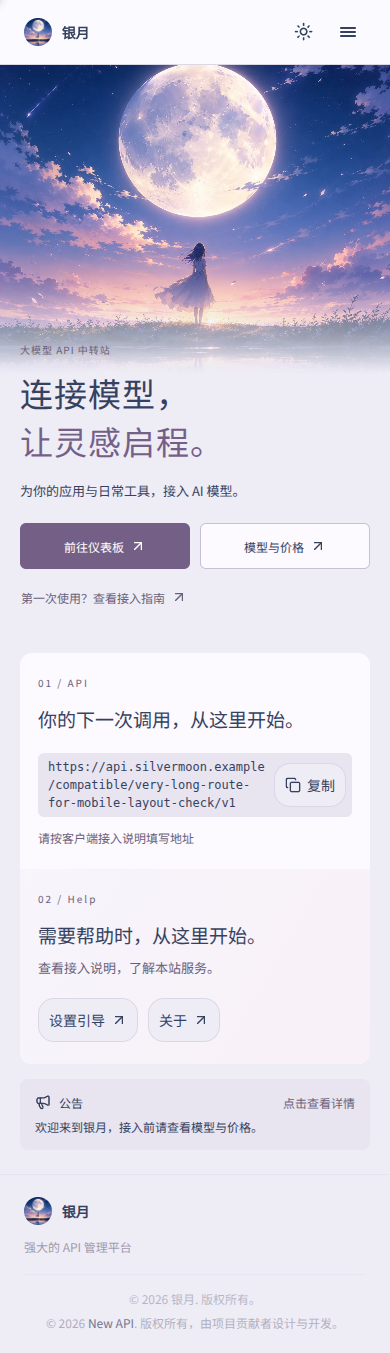 银月
大模型 API 中转站
连接模型，
让灵感启程。
为你的应用与日常工具，接入 AI 模型。
前往仪表板
模型与价格
第一次使用？查看接入指南
01 / API
你的下一次调用，从这里开始。
https://api.silvermoon.example
/compatible/very-long-route-
for-mobile-layout-check/v1
复制
请按客户端接入说明填写地址
02 / Help
需要帮助时，从这里开始。
查看接入说明，了解本站服务。
设置引导
关于
公告
点击查看详情
欢迎来到银月，接入前请查看模型与价格。
银月
强大的 API 管理平台
© 2026 银月. 版权所有。
© 2026 New API. 版权所有，由项目贡献者设计与开发。